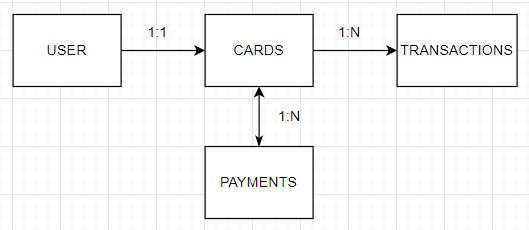 1:1
1:N
USER
CARDS
TRANSACTIONS
1:N
PAYMENTS